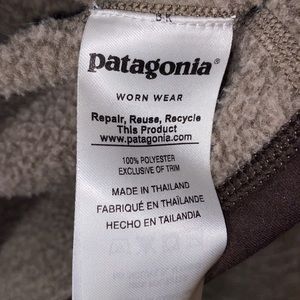 patagonia®
WORN WEAR
Repair, Reuse, Recycle
This Product
www.patagonia.com
100% POLYESTER
EXCLUSIVE OF TRIM
MADE IN THAILAND
FABRIQUÉ EN THAÏLANDE
HECHO EN TAILANDIA